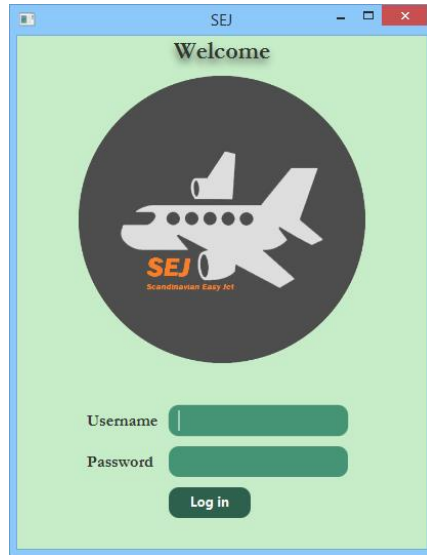 SEJ
Welcome
SEJ
Scandinavian Easy Jet
Username
Password
Log in